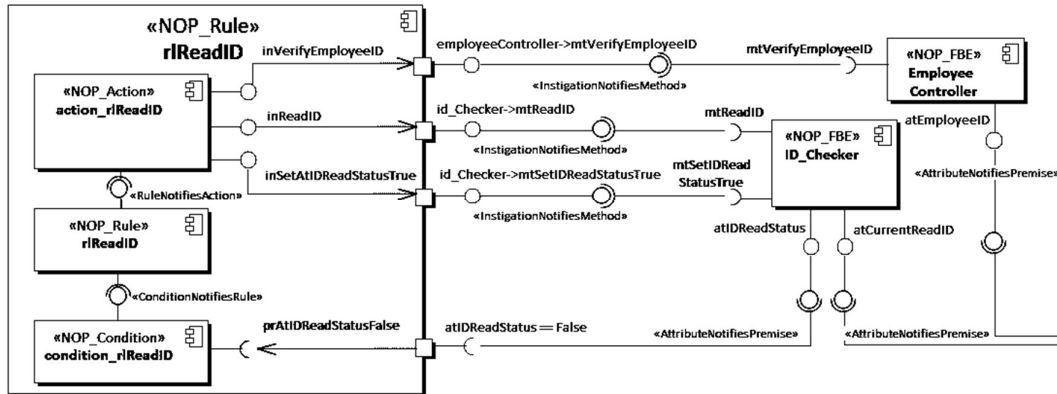 «NOP_Rule»
rlReadID
«NOP_Action»
action_rlReadID
inVerifyEmployeeID
inReadID
inSetAtIDReadStatusTrue
«RuleNotifiesAction»
«NOP_Rule»
rlReadID
«ConditionNotifiesRule»
«NOP_Condition»
condition_rlReadID
prAtIDReadStatusFalse
employeeController->mtVerifyEmployeeID
«InstigationNotifiesMethod»
mtVerifyEmployeeID
id_Checker->mtReadID
«InstigationNotifiesMethod»
mtReadID
id_Checker->mtSetIDReadStatusTrue
«InstigationNotifiesMethod»
mtSetIDRead
StatusTrue
«NOP_FBE»
Employee
Controller
atEmployeeID
«AttributeNotifiesPremise»
«NOP_FBE»
ID_Checker
atIDReadStatus
atCurrentReadID
atIDReadStatus==False
«AttributeNotifiesPremise»
«AttributeNotifiesPremise»